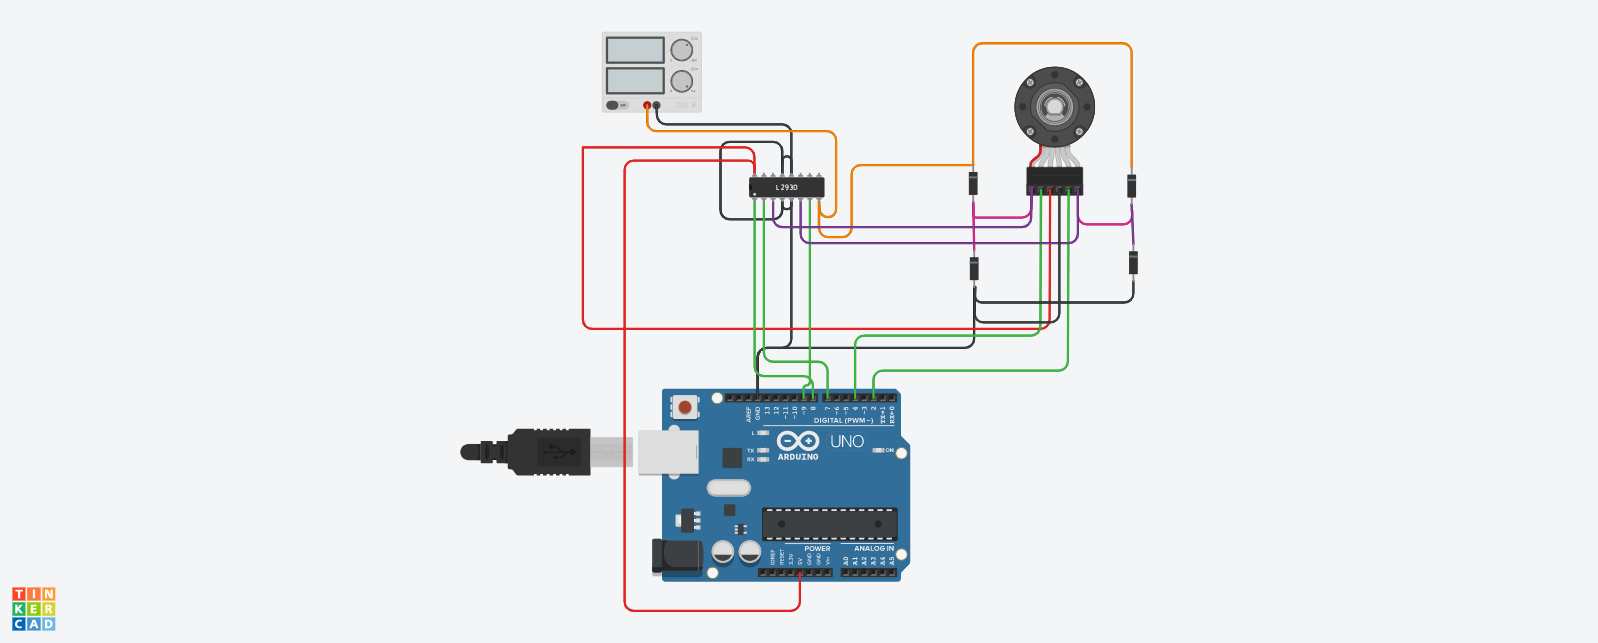 L293D
AREF
GND
13
12
~11
~10
~9
8
7
~6
~5
4
~3
2
TX→1
RX←0
DIGITAL (PWM~)
L
TX
RX
ARDUINO
UNO
ON
POWER
ANALOG IN
IOREF
RESET
3.3V
5V
GND
GND
Vin
A0
A1
A2
A3
A4
A5
TIN
KER
CAD